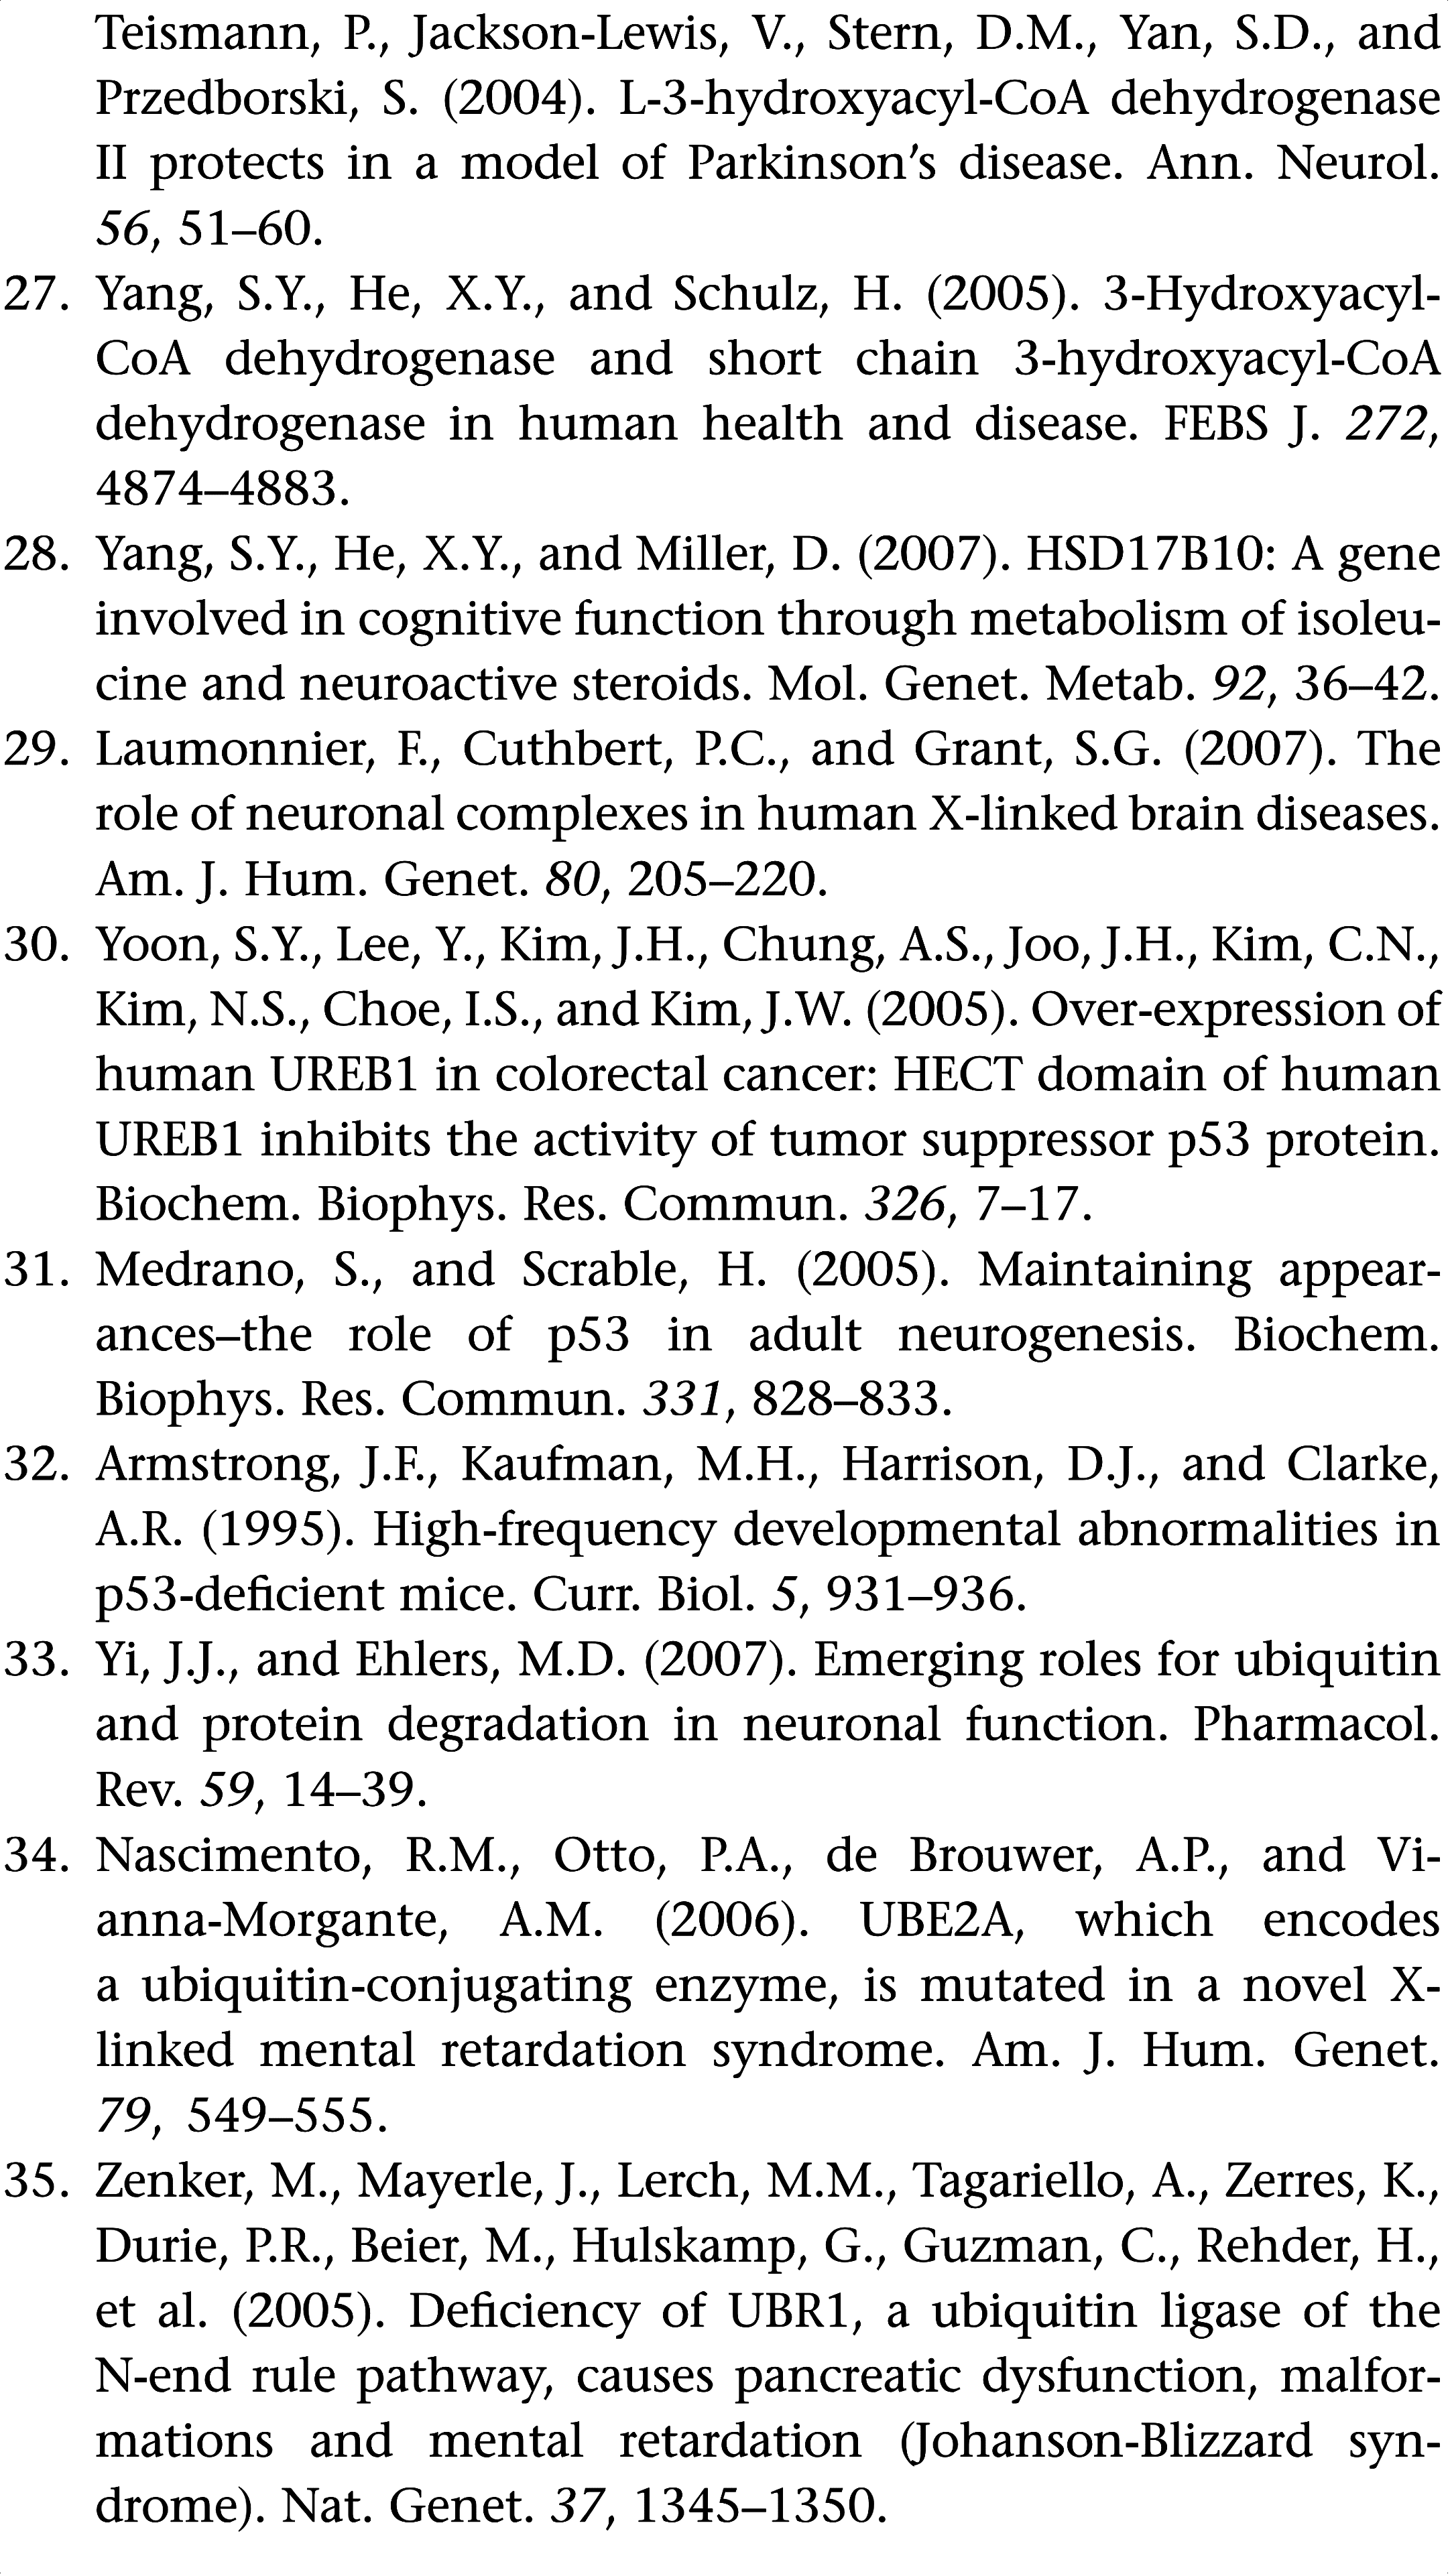 Teismann, P., Jackson-Lewis, V., Stern, D.M., Yan, S.D., and
Przedborski, S. (2004). L-3-hydroxyacyl-CoA dehydrogenase
II protects in a model of Parkinson’s disease. Ann. Neurol.
56, 51–60.
27. Yang, S.Y., He, X.Y., and Schulz, H. (2005). 3-Hydroxyacyl-
CoA dehydrogenase and short chain 3-hydroxyacyl-CoA
dehydrogenase in human health and disease. FEBS J. 272,
4874–4883.
28. Yang, S.Y., He, X.Y., and Miller, D. (2007). HSD17B10: A gene
involved in cognitive function through metabolism of isoleu-
cine and neuroactive steroids. Mol. Genet. Metab. 92, 36–42.
29. Laumonnier, F., Cuthbert, P.C., and Grant, S.G. (2007). The
role of neuronal complexes in human X-linked brain diseases.
Am. J. Hum. Genet. 80, 205–220.
30. Yoon, S.Y., Lee, Y., Kim, J.H., Chung, A.S., Joo, J.H., Kim, C.N.,
Kim, N.S., Choe, I.S., and Kim, J.W. (2005). Over-expression of
human UREB1 in colorectal cancer: HECT domain of human
UREB1 inhibits the activity of tumor suppressor p53 protein.
Biochem. Biophys. Res. Commun. 326, 7–17.
31. Medrano, S., and Scrable, H. (2005). Maintaining appear-
ances–the role of p53 in adult neurogenesis. Biochem.
Biophys. Res. Commun. 331, 828–833.
32. Armstrong, J.F., Kaufman, M.H., Harrison, D.J., and Clarke,
A.R. (1995). High-frequency developmental abnormalities in
p53-deficient mice. Curr. Biol. 5, 931–936.
33. Yi, J.J., and Ehlers, M.D. (2007). Emerging roles for ubiquitin
and protein degradation in neuronal function. Pharmacol.
Rev. 59, 14–39.
34. Nascimento, R.M., Otto, P.A., de Brouwer, A.P., and Vi-
anna-Morgante, A.M. (2006). UBE2A, which encodes
a ubiquitin-conjugating enzyme, is mutated in a novel X-
linked mental retardation syndrome. Am. J. Hum. Genet.
79, 549–555.
35. Zenker, M., Mayerle, J., Lerch, M.M., Tagariello, A., Zerres, K.,
Durie, P.R., Beier, M., Hulskamp, G., Guzman, C., Rehder, H.,
et al. (2005). Deficiency of UBR1, a ubiquitin ligase of the
N-end rule pathway, causes pancreatic dysfunction, malfor-
mations and mental retardation (Johanson-Blizzard syn-
drome). Nat. Genet. 37, 1345–1350.